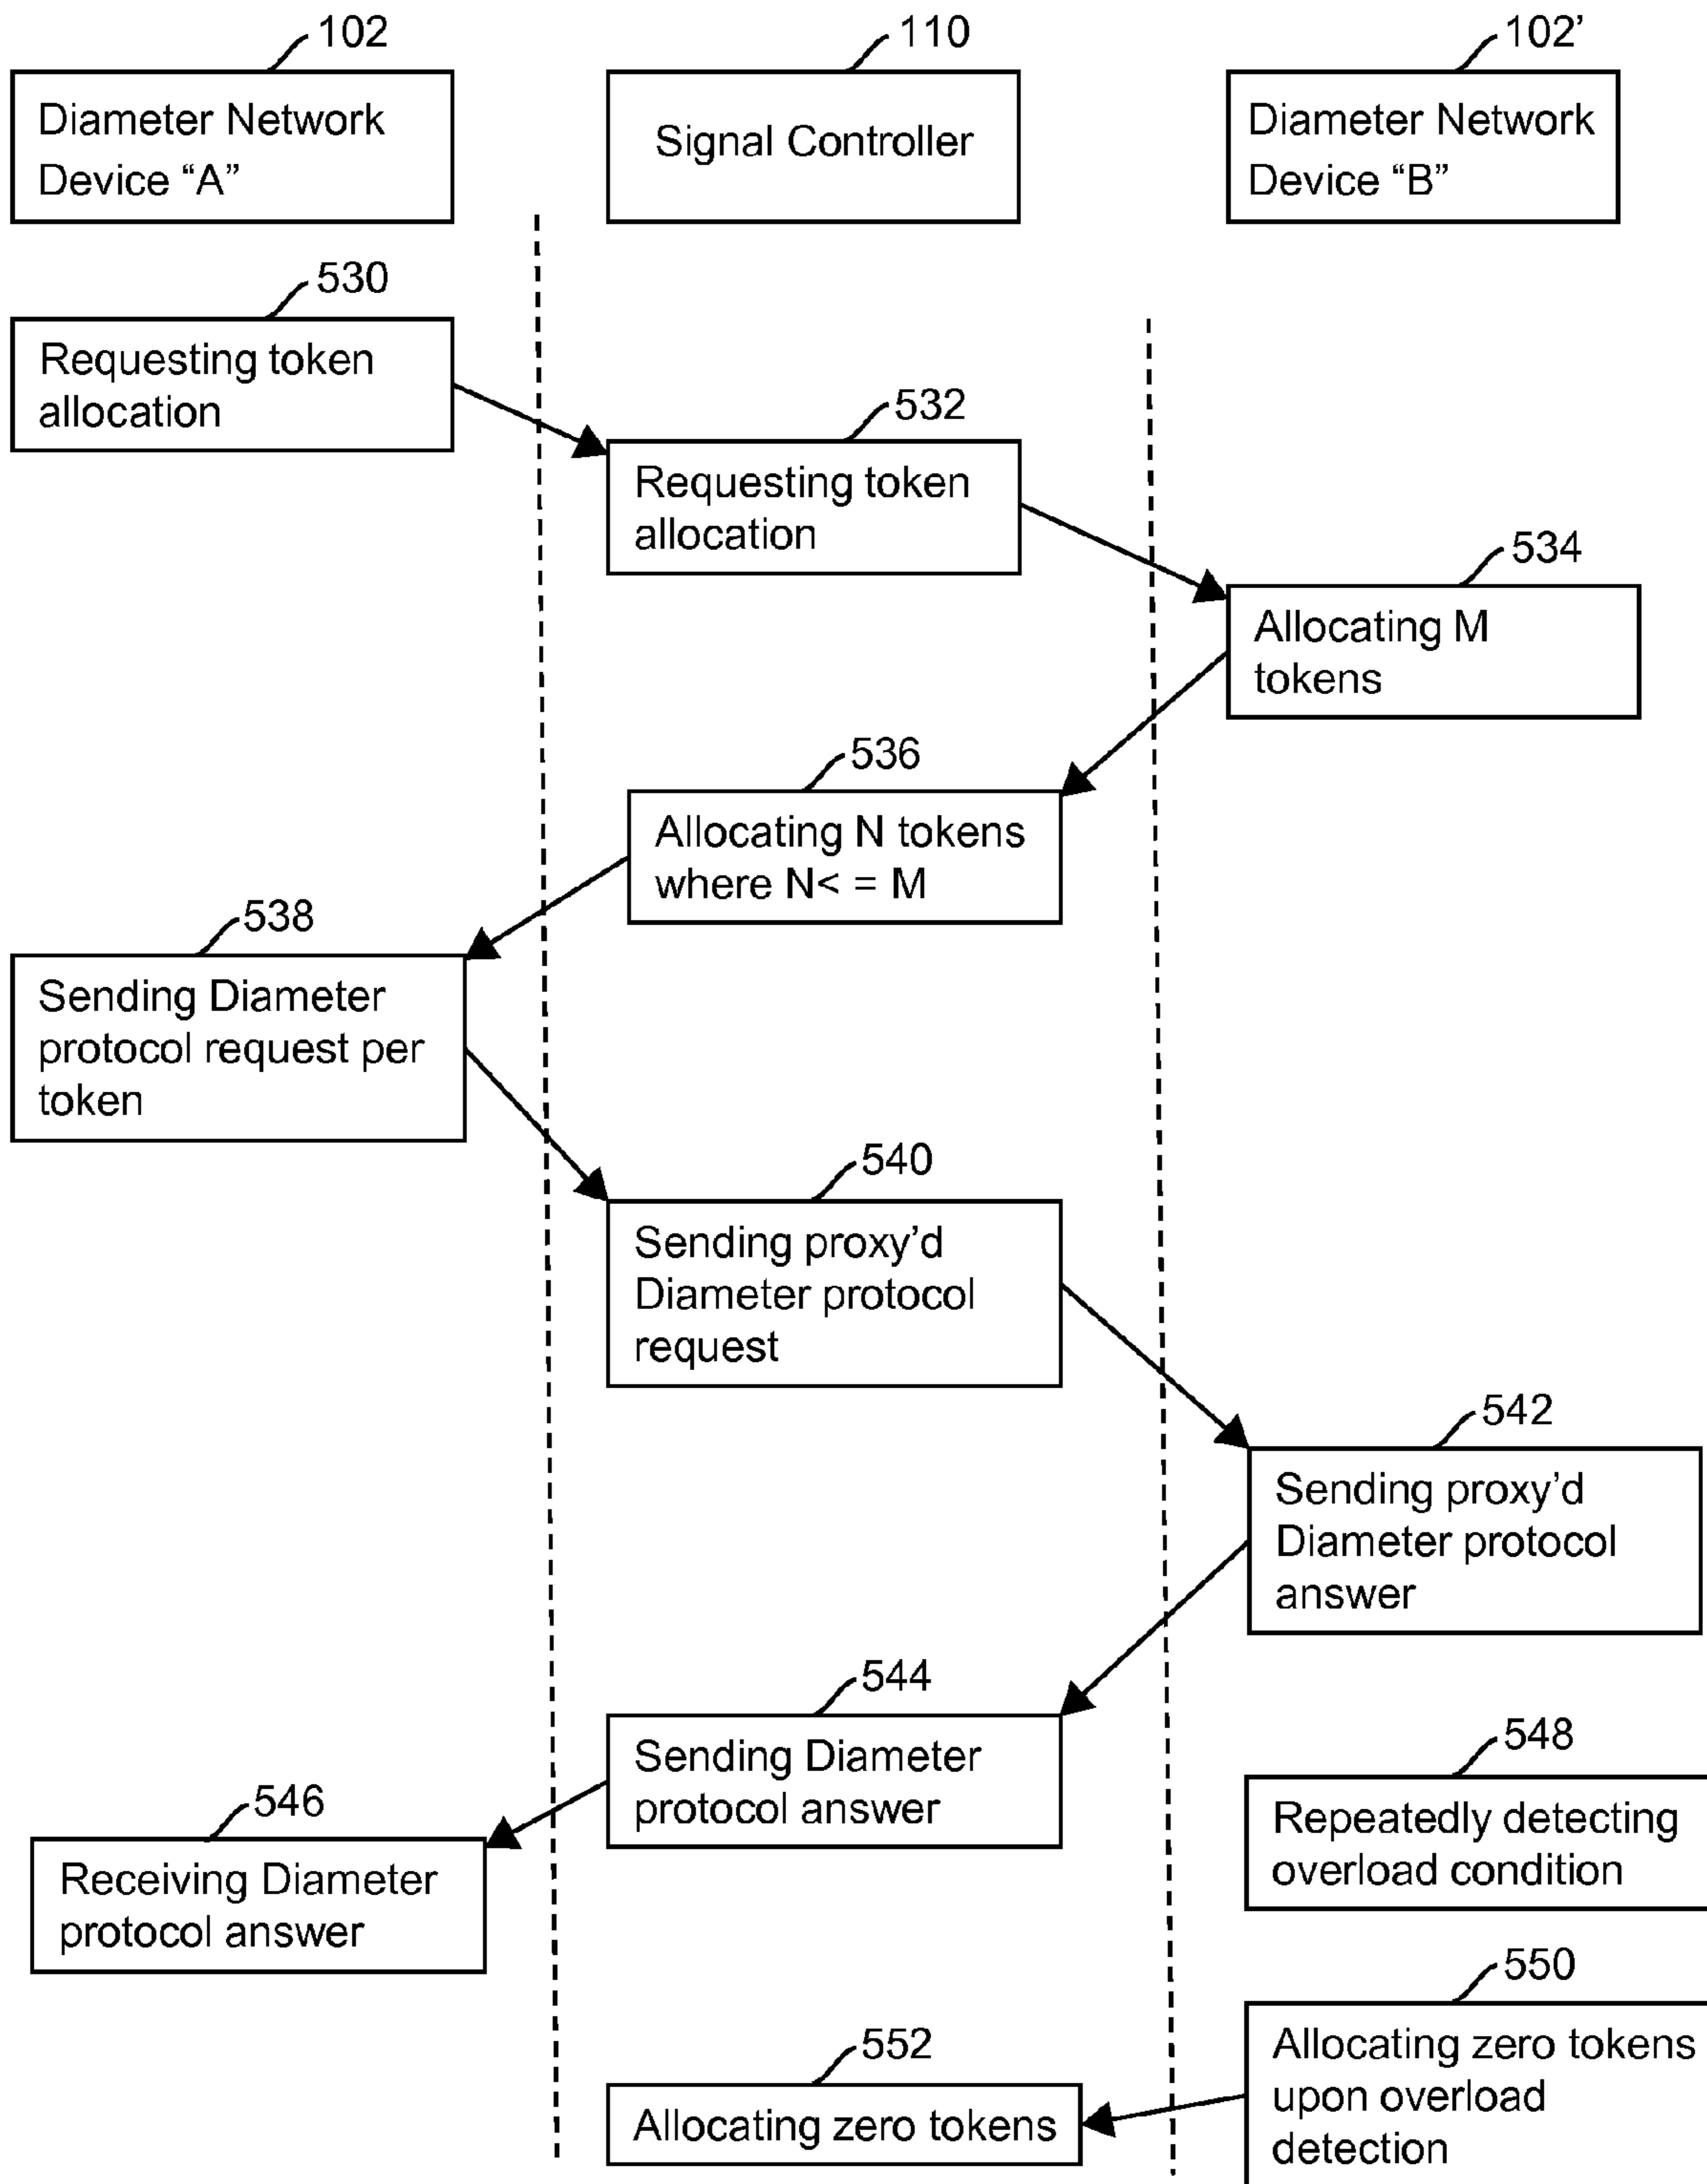 102
110
102’
Diameter Network
Device “A”
Signal Controller
Diameter Network
Device “B”
530
Requesting token
allocation
532
Requesting token
allocation
534
Allocating M
tokens
536
Allocating N tokens
where N< = M
538
Sending Diameter
protocol request per
token
540
Sending proxy’d
Diameter protocol
request
542
Sending proxy’d
Diameter protocol
answer
544
Sending Diameter
protocol answer
546
Receiving Diameter
protocol answer
548
Repeatedly detecting
overload condition
550
Allocating zero tokens
upon overload
detection
552
Allocating zero tokens